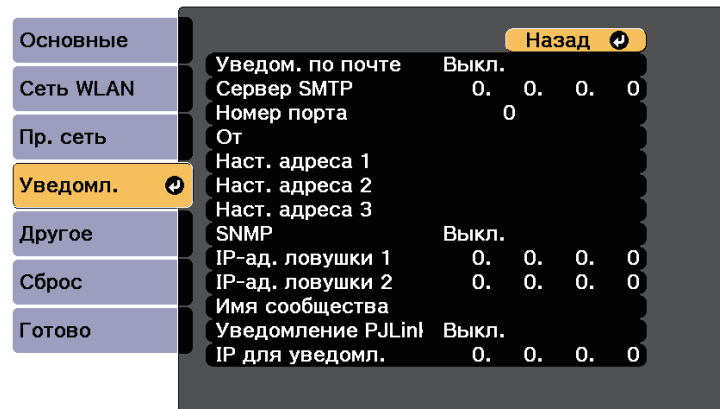 Основные
Сеть WLAN
Пр. сеть
Уведомл.
Другое
Сброс
Готово
Назад
Уведом. по почте Выкл.
Сервер SMTP 0. 0. 0. 0
Номер порта 0
От
Наст. адреса 1
Наст. адреса 2
Наст. адреса 3
SNMP Выкл.
IP-ад. ловушки 1 0. 0. 0. 0
IP-ад. ловушки 2 0. 0. 0. 0
Имя сообщества
Уведомление PJLink Выкл.
IP для уведомл. 0. 0. 0. 0